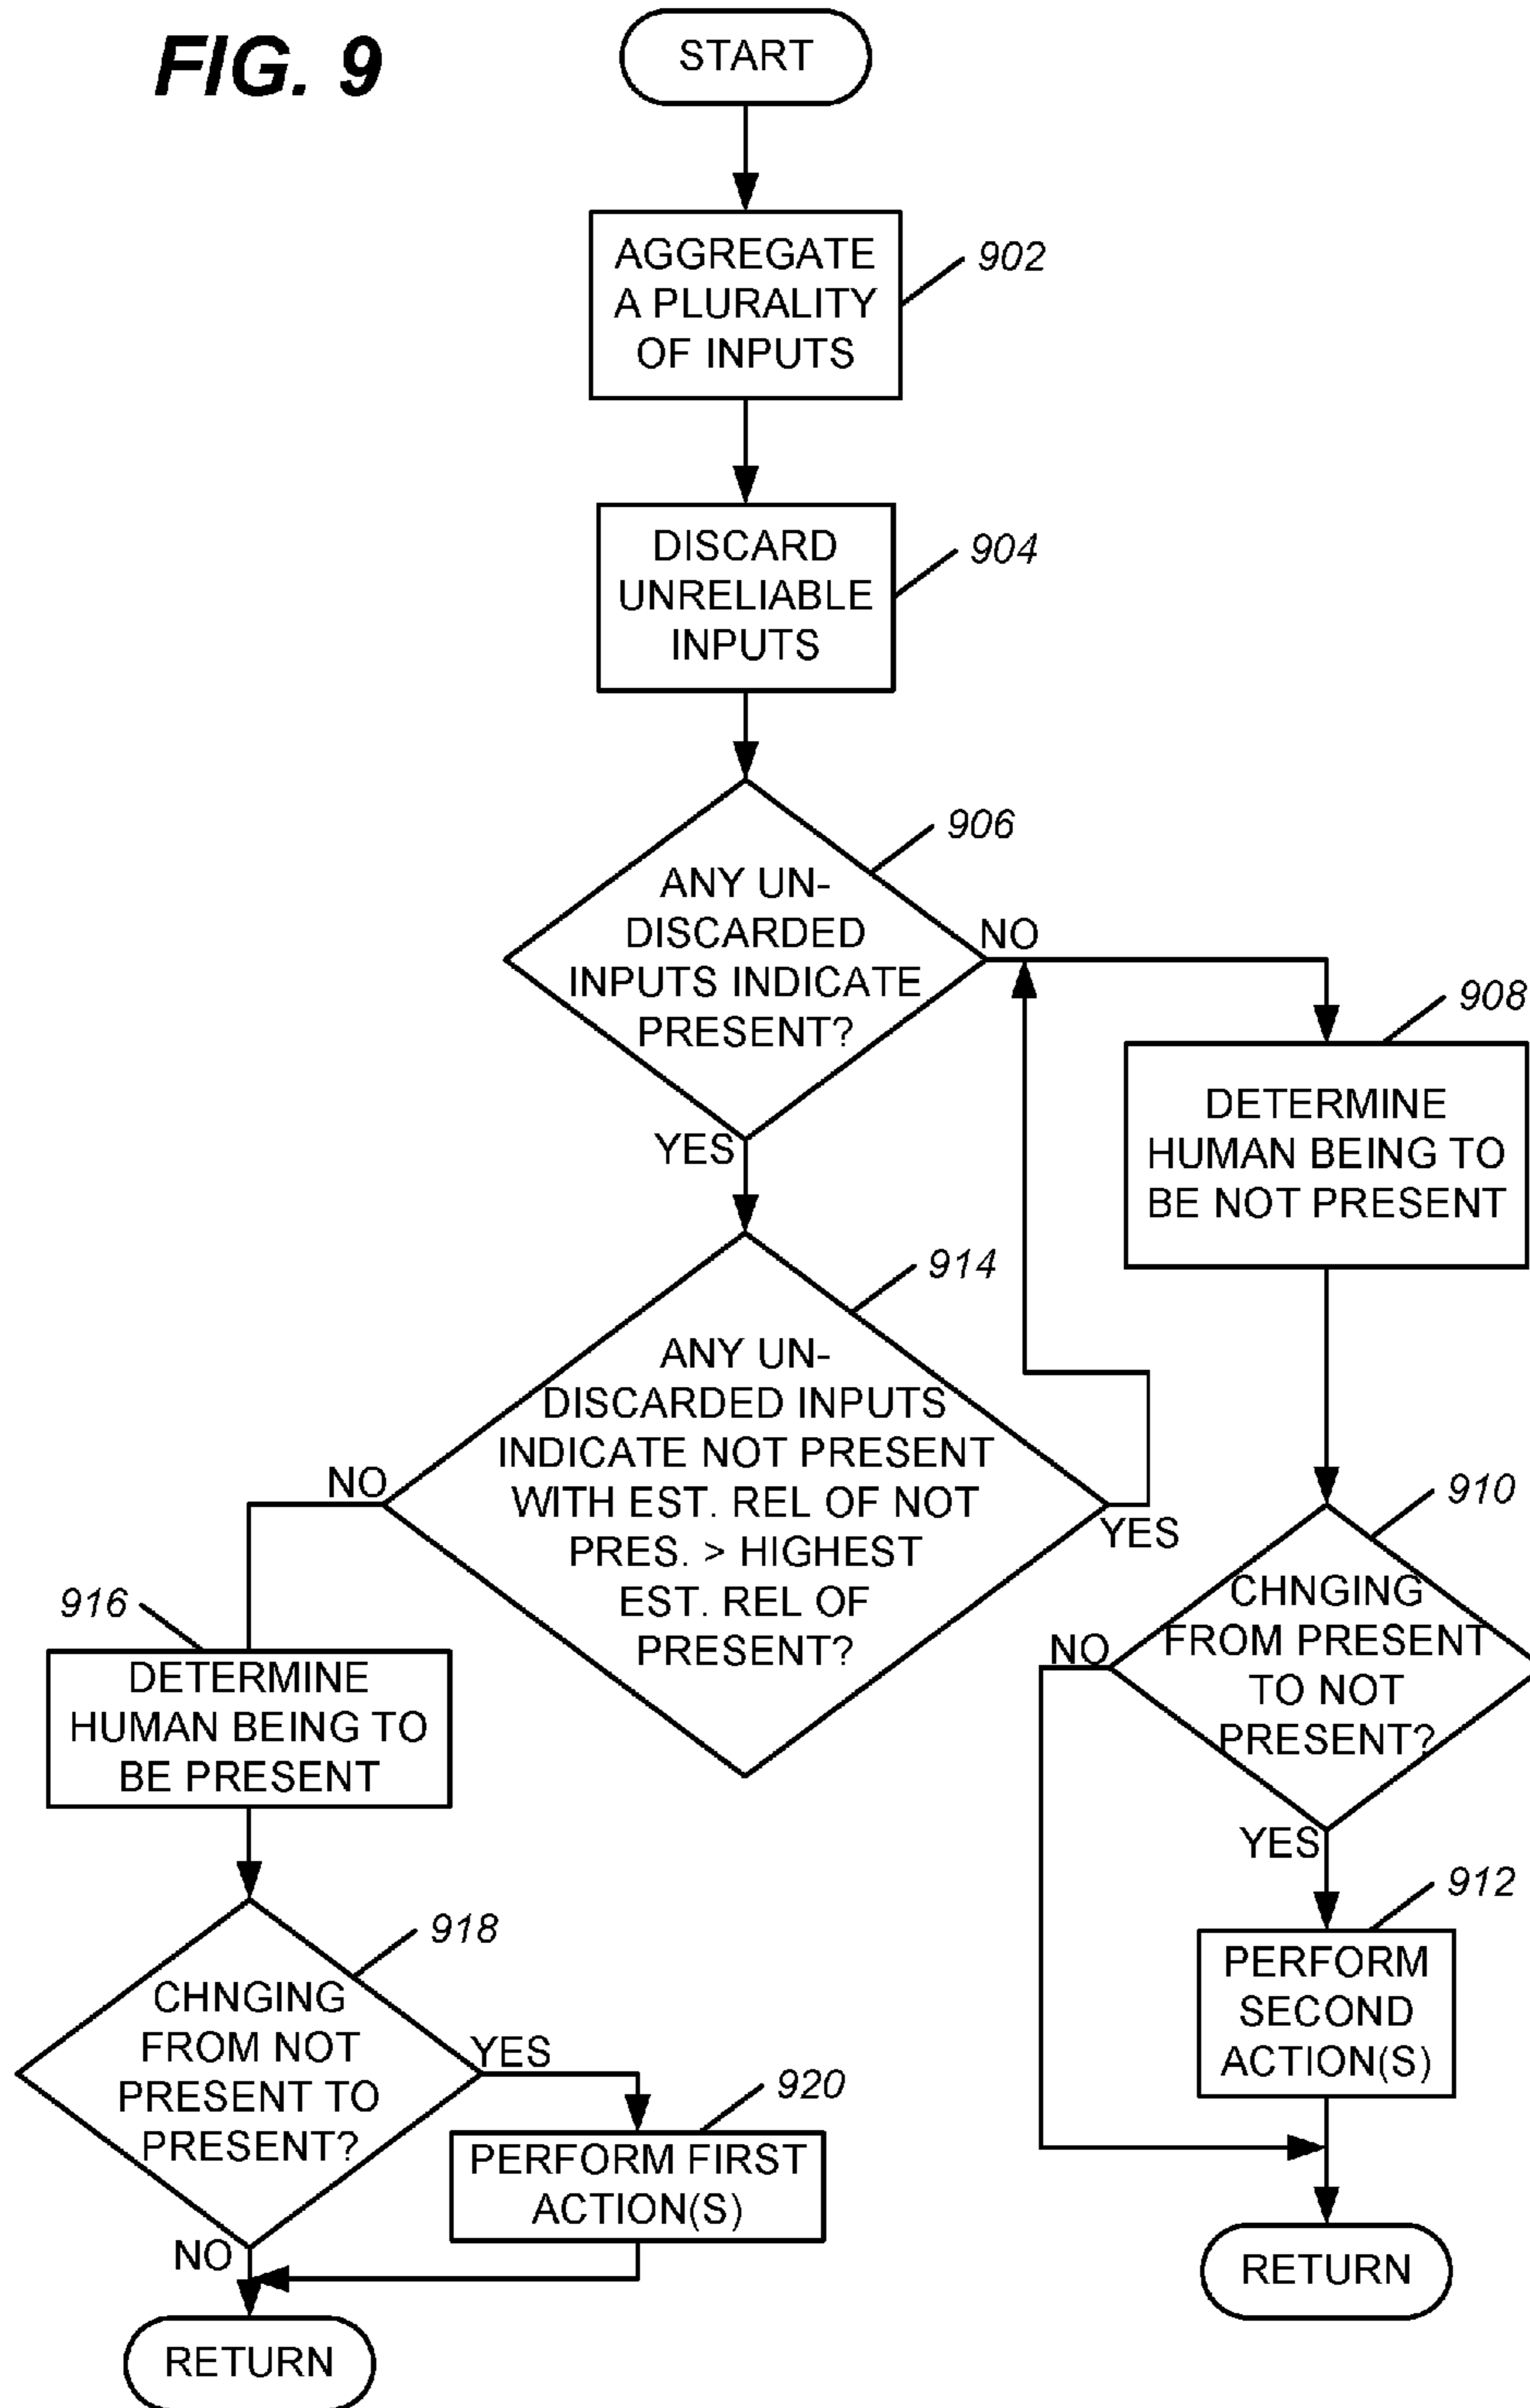 FIG. 9
START
AGGREGATE
A PLURALITY
OF INPUTS
902
DISCARD
UNRELIABLE
INPUTS
904
906
ANY UN-
DISCARDED
INPUTS INDICATE
PRESENT?
NO
YES
908
DETERMINE
HUMAN BEING TO
BE NOT PRESENT
914
ANY UN-
DISCARDED INPUTS
INDICATE NOT PRESENT
WITH EST. REL OF NOT
PRES. > HIGHEST
EST. REL OF
PRESENT?
NO
YES
910
CHNGING
FROM PRESENT
TO NOT
PRESENT?
NO
YES
916
DETERMINE
HUMAN BEING TO
BE PRESENT
912
PERFORM
SECOND
ACTION(S)
918
CHNGING
FROM NOT
PRESENT TO
PRESENT?
YES
NO
920
PERFORM FIRST
ACTION(S)
RETURN
RETURN